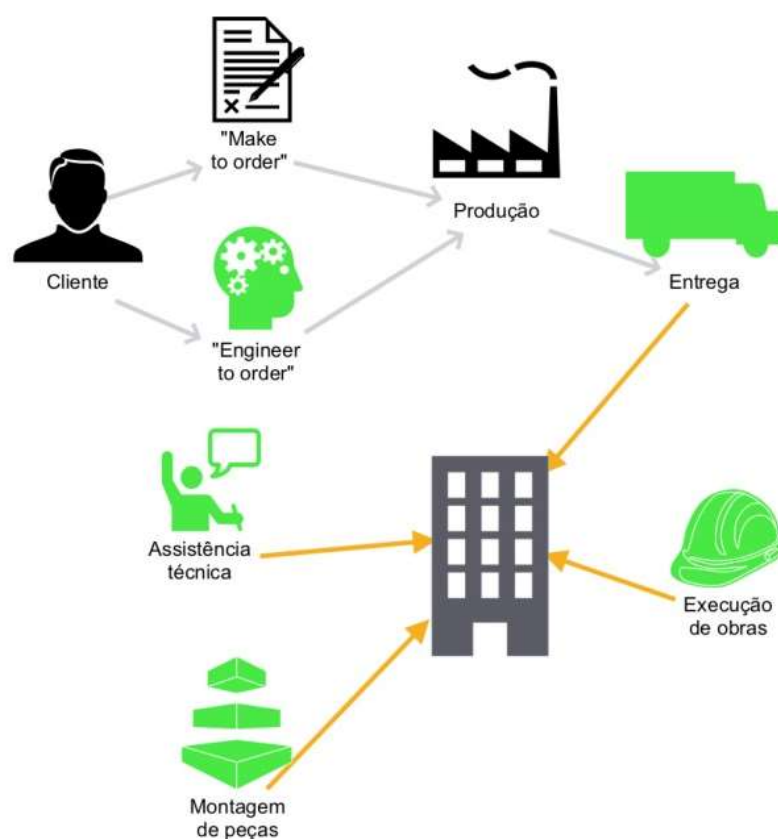 "Make
to order"
Produção
Cliente
Entrega
"Engineer
to order"
Assistência
técnica
Execução
de obras
Montagem
de peças